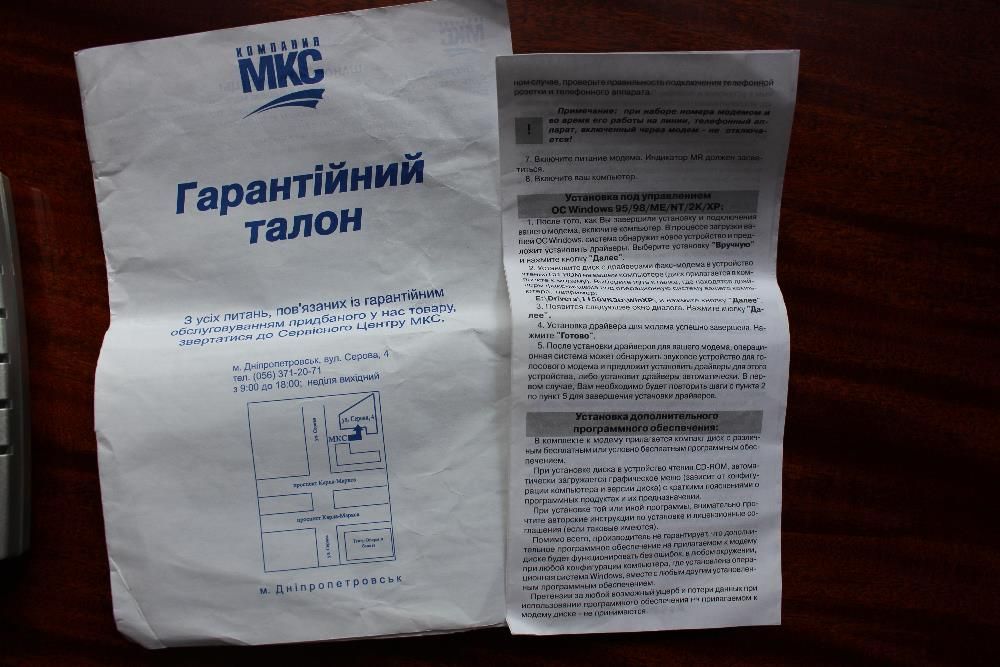 КОМПАНИЯ
МКС
Гарантійний
талон
З усіх питань, пов'язаних із гарантійним
обслуговуванням придбаного у нас товару,
звертатися до Сервісного Центру МКС.
м. Дніпропетровськ, вул. Серова, 4
тел. (056) 371-20-71
з 9:00 до 18:00; неділя вихідний
ул. Серова
ул. Серова, 4
МКС
проспект Карла-Маркса
проспект Карла-Маркса
ул. Серова
Театр Оперы и
Балета
м. Дніпропетровськ
ном случае, проверьте правильность подключения телефонной
розетки и телефонного аппарата.
!
Примечание: при наборе номера модемом и
во время его работы на линии, телефонный ап-
парат, включенный через модем - не отключа-
ется!
7. Включите питание модема. Индикатор MR должен засве-
титься.
8. Включите ваш компьютер.
Установка под управлением
ОС Windows 95/98/ME/NT/2K/XP:
1. После того, как Вы завершили установку и подключения
вашего модема, включите компьютер. В процессе загрузки ва-
шей ОС Windows, система обнаружит новое устройство и пред-
ложит установить драйверы. Выберите установку "Вручную"
и нажмите кнопку "Далее".
2. Установите диск с драйверами факс-модема в устройство
чтения CD-ROM на вашем компьютере (диск прилагается в ком-
и нажмите кнопку "Далее"
3. Появится следующее окно диалога. Нажмите кнопку "Да-
лее".
4. Установка драйвера для модема успешно завершена. На-
жмите "Готово".
5. После установки драйверов для вашего модема, операци-
онная система может обнаружить звуковое устройство для го-
лосового модема и предложит установить драйверы для этого
устройства, либо установит драйверы автоматически. В пер-
вом случае, Вам необходимо будет повторить шаги с пункта 2
по пункт 5 для завершения установки драйверов.
Установка дополнительного
программного обеспечения:
В комплекте к модему прилагается компакт диск с различ-
ным бесплатным или условно бесплатным программным обес-
печением.
При установке диска в устройство чтения CD-ROM, автома-
тически загружается графическое меню (зависит от конфигу-
рации компьютера и версии диска) с краткими пояснениями о
программных продуктах и их предназначении.
При установке той или иной программы, внимательно про-
чтите авторские инструкции по установке и лицензионные со-
глашения (если таковые имеются).
Помимо всего, производитель не гарантирует, что дополни-
тельное программное обеспечение на прилагаемом к модему
диске будет функционировать без ошибок, в любом окружении,
при любой конфигурации компьютера, где установлена опера-
ционная система Windows, вместе с любым другим установлен-
ным программным обеспечением.
Претензии за любой возможный ущерб и потери данных при
использовании программного обеспечения на прилагаемом к
модему диске - не принимаются.